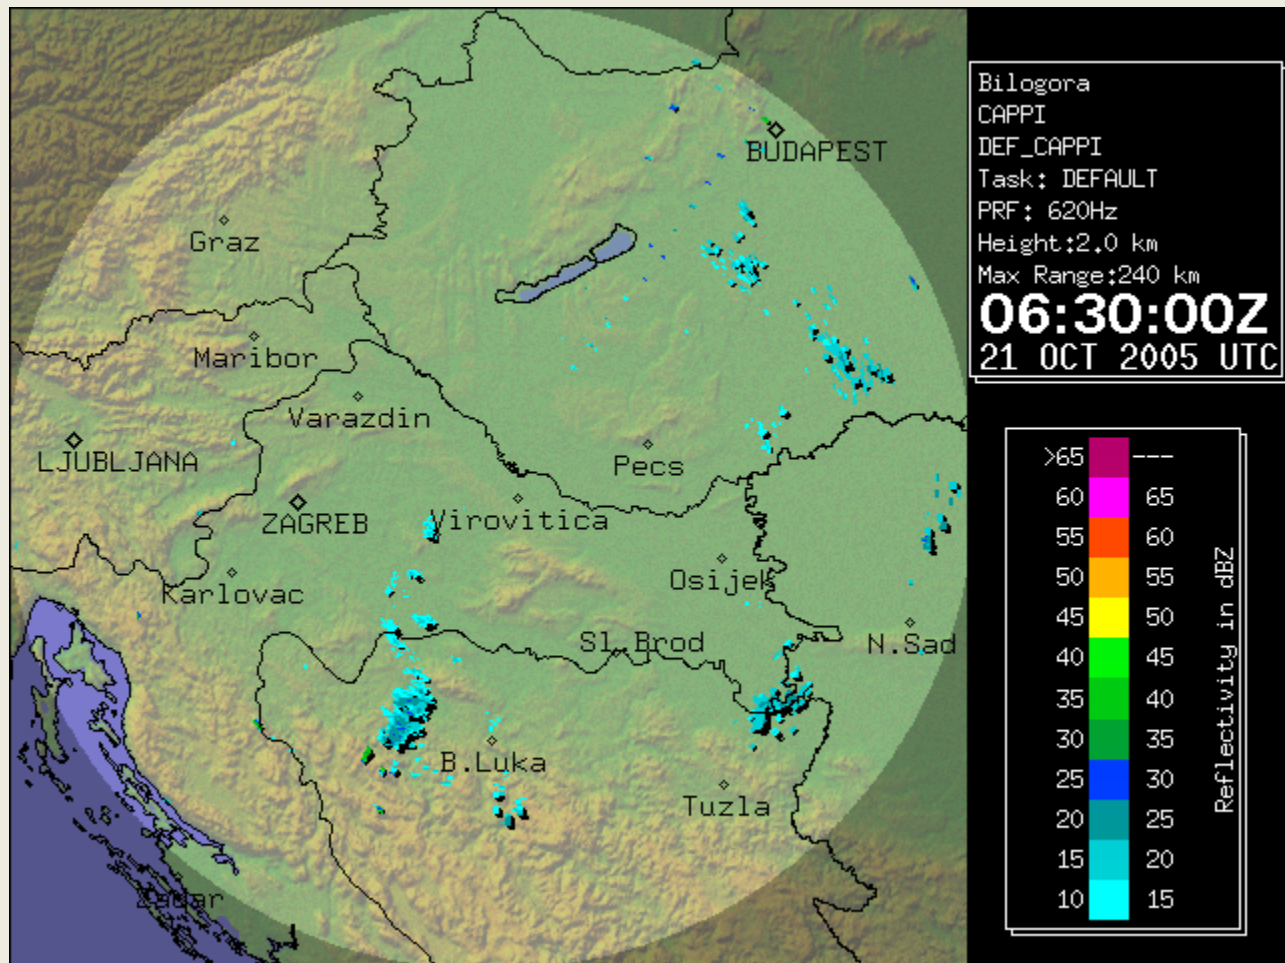 BUDAPEST
Graz
Maribor
Varazdin
LJUBLJANA
Pecs
ZAGREB
Virovitica
Karlovac
Osijek
Sl.Brod
N.Sad
B.Luka
Tuzla
Zadar
Bilogora
CAPPI
DEF_CAPPI
Task: DEFAULT
PRF: 620Hz
Height:2.0 km
Max Range:240 km
06:30:00Z
21 OCT 2005 UTC
>65 ---
60 65
55 60
50 55
45 50
40 45
35 40
30 35
25 30
20 25
15 20
10 15
Reflectivity in dBZ